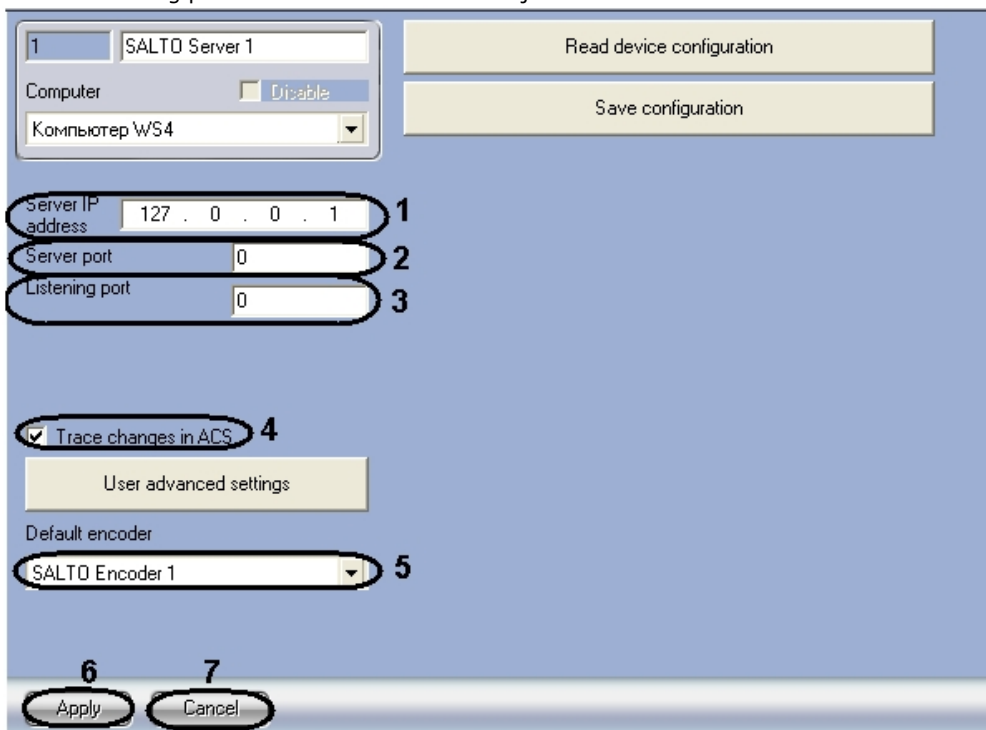 1 SALTO Server 1
Read device configuration
Computer Disable
Save configuration
Компьютер WS4
Server IP address 127 . 0 . 0 . 1 1
Server port 0 2
Listening port 0 3
Trace changes in ACS 4
User advanced settings
Default encoder
SALTO Encoder 1 5
6 7
Apply Cancel